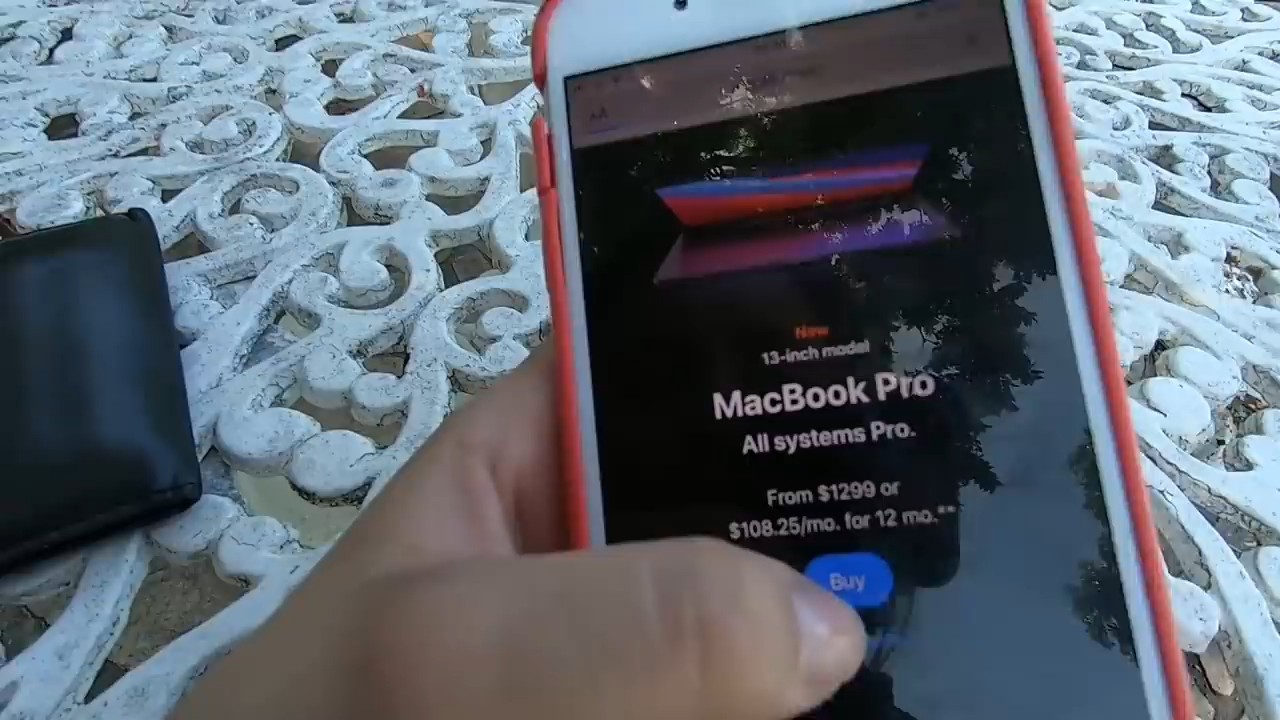 AA
New
13-inch model
MacBook Pro
All systems Pro.
From $1299 or
$108.25/mo. for 12 mo.**
Buy